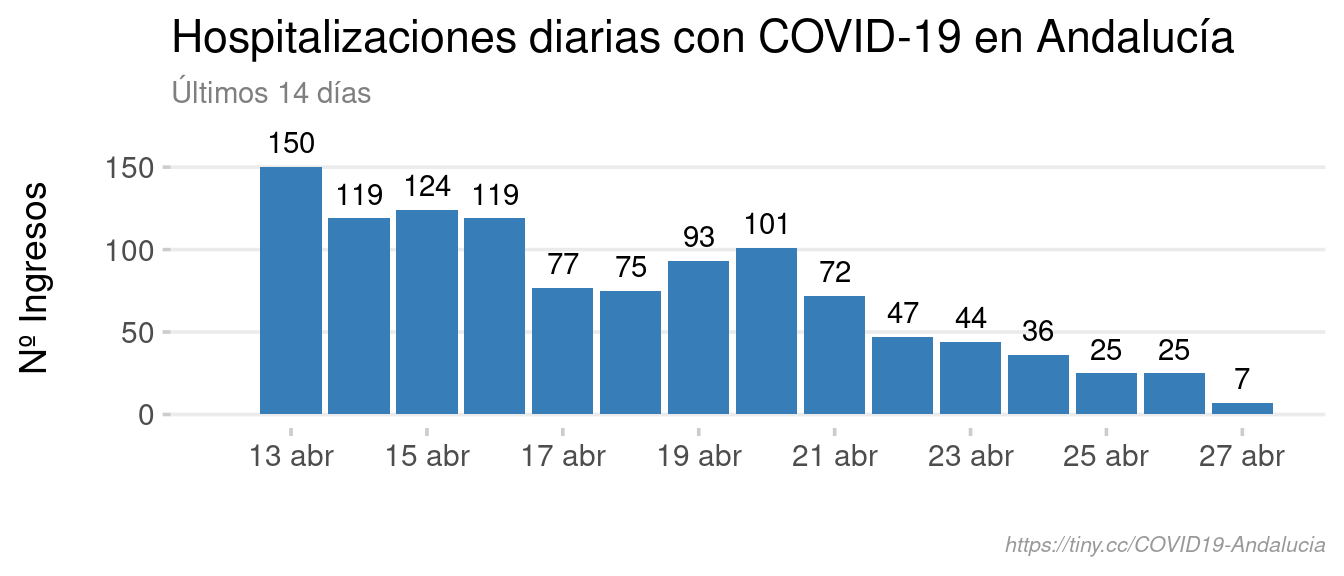 Hospitalizaciones diarias con COVID-19 en Andalucía
Últimos 14 días
Nº Ingresos
150
100
50
0
150
119
124
119
77
75
93
101
72
47
44
36
25
25
7
13 abr
15 abr
17 abr
19 abr
21 abr
23 abr
25 abr
27 abr
https://tiny.cc/COVID19-Andalucia